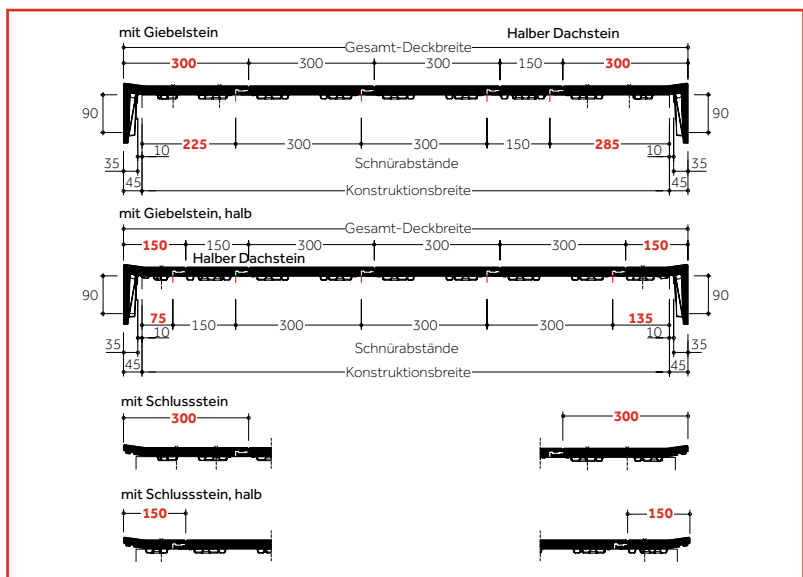 mit Giebelstein Halber Dachstein
Gesamt-Deckbreite
300 300 300 150 300
90 90
225 300 300 150 285
10 10
Schnürabstände
35 35
45 Konstruktionsbreite 45
mit Giebelstein, halb
Gesamt-Deckbreite
150 150 300 300 300 150
Halber Dachstein
90 90
75 150 300 300 135
10 10
Schnürabstände
35 35
45 Konstruktionsbreite 45
mit Schlussstein
300 300
mit Schlussstein, halb
150 150